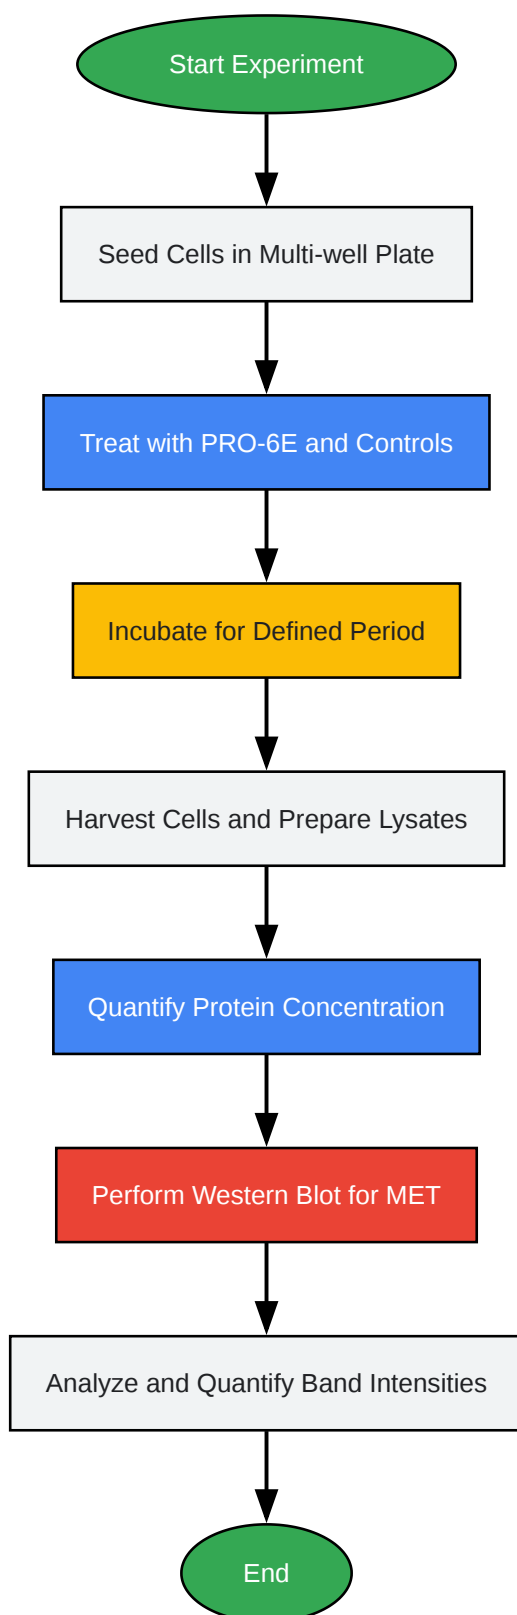 Start Experiment
Seed Cells in Multi-well Plate
Treat with PRO-6E and Controls
Incubate for Defined Period
Harvest Cells and Prepare Lysates
Quantify Protein Concentration
Perform Western Blot for MET
Analyze and Quantify Band Intensities
End